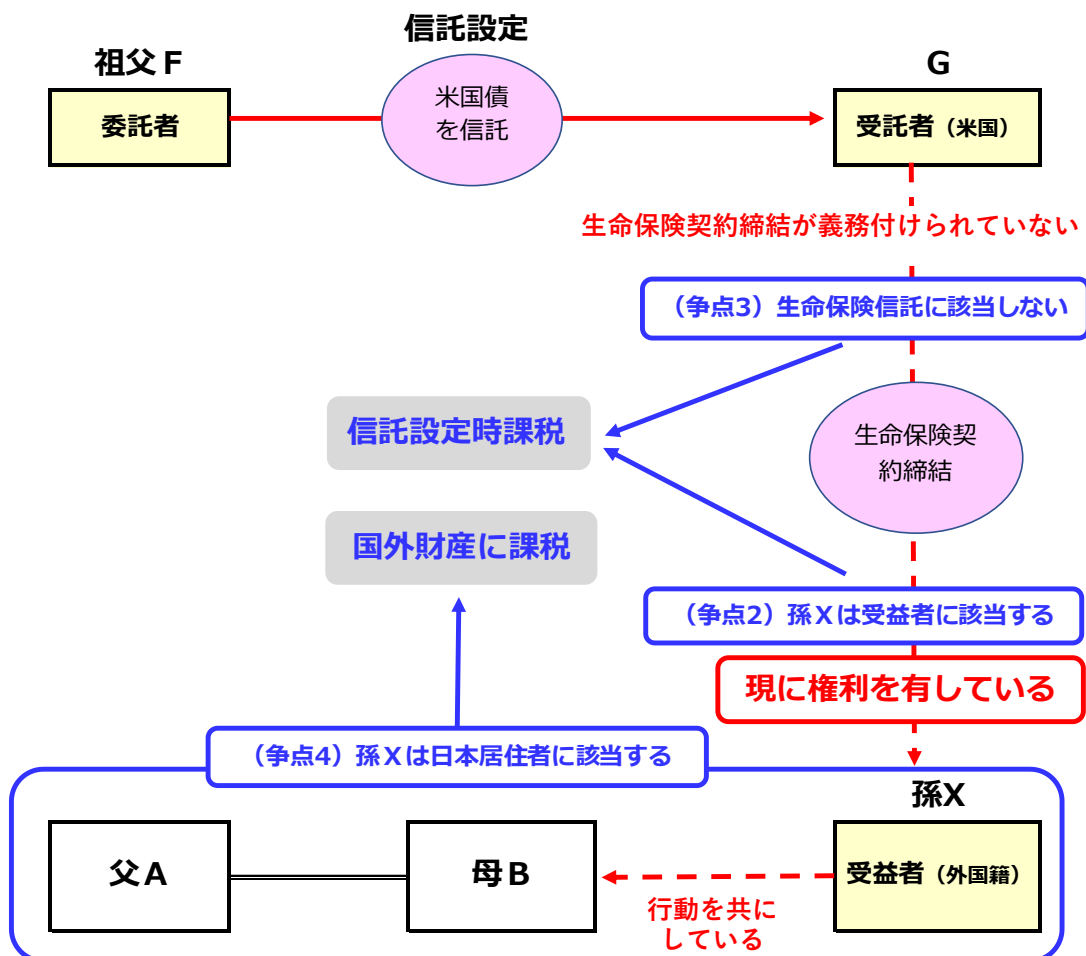 信託設定
祖父F
G
委託者
米国債
を信託
受託者（米国）
生命保険契約締結が義務付けられていない
（争点3）生命保険信託に該当しない
信託設定時課税
生命保険契
約締結
国外財産に課税
（争点2）孫Xは受益者に該当する
現に権利を有している
（争点4）孫Xは日本居住者に該当する
孫X
父A
母B
受益者（外国籍）
行動を共に
している